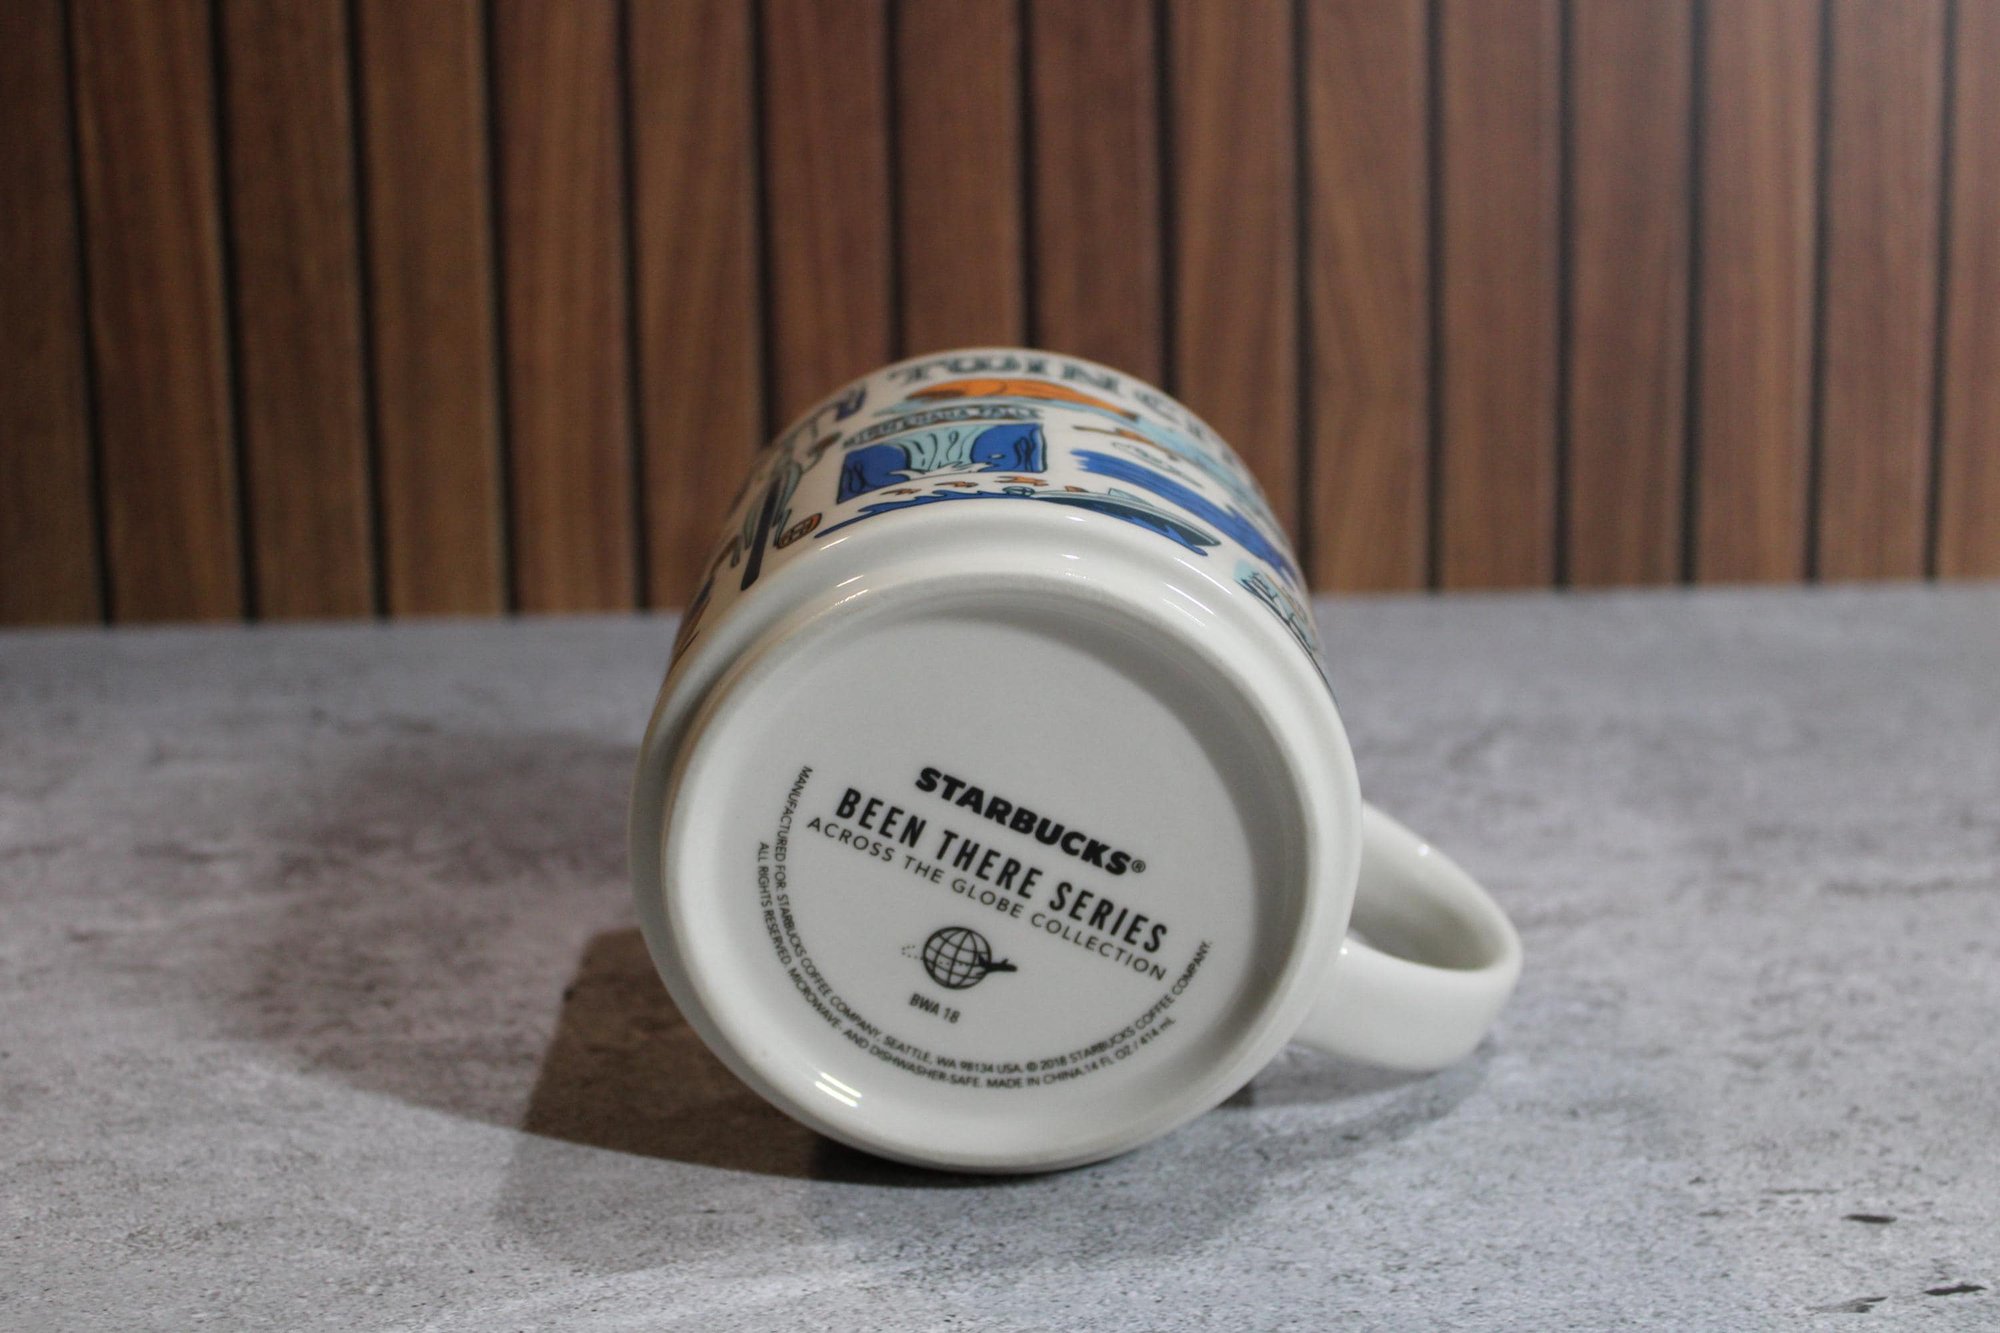 STARBUCKS®
BEEN THERE SERIES
ACROSS THE GLOBE COLLECTION
BWA 18
MANUFACTURED FOR: STARBUCKS COFFEE COMPANY, SEATTLE, WA 98134 USA. © 2018 STARBUCKS COFFEE COMPANY.
ALL RIGHTS RESERVED. MICROWAVE- AND DISHWASHER-SAFE. MADE IN CHINA. 14 FL OZ / 414 mL